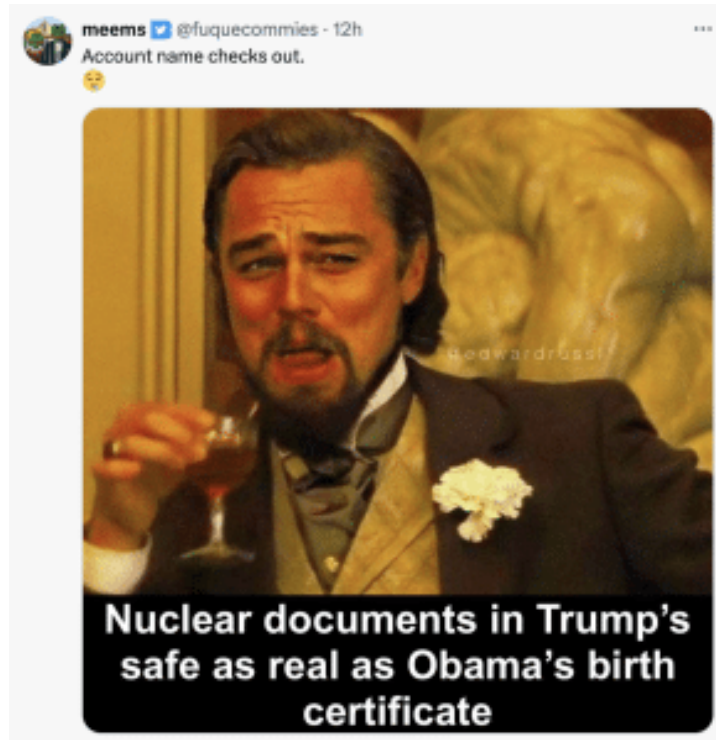 meems @fuquecommies · 12h
Account name checks out.
Nuclear documents in Trump's
safe as real as Obama's birth
certificate